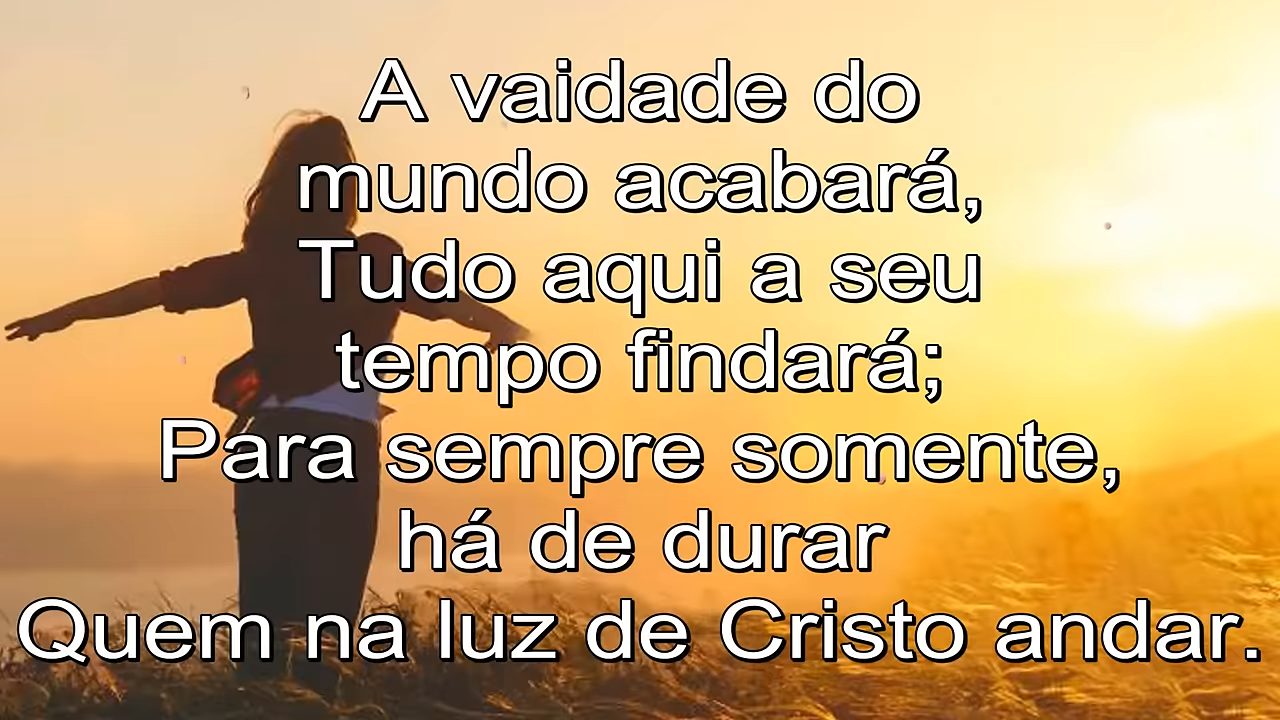 A vaidade do
mundo acabará,
Tudo aqui a seu
tempo findará;
Para sempre somente,
há de durar
Quem na luz de Cristo andar.